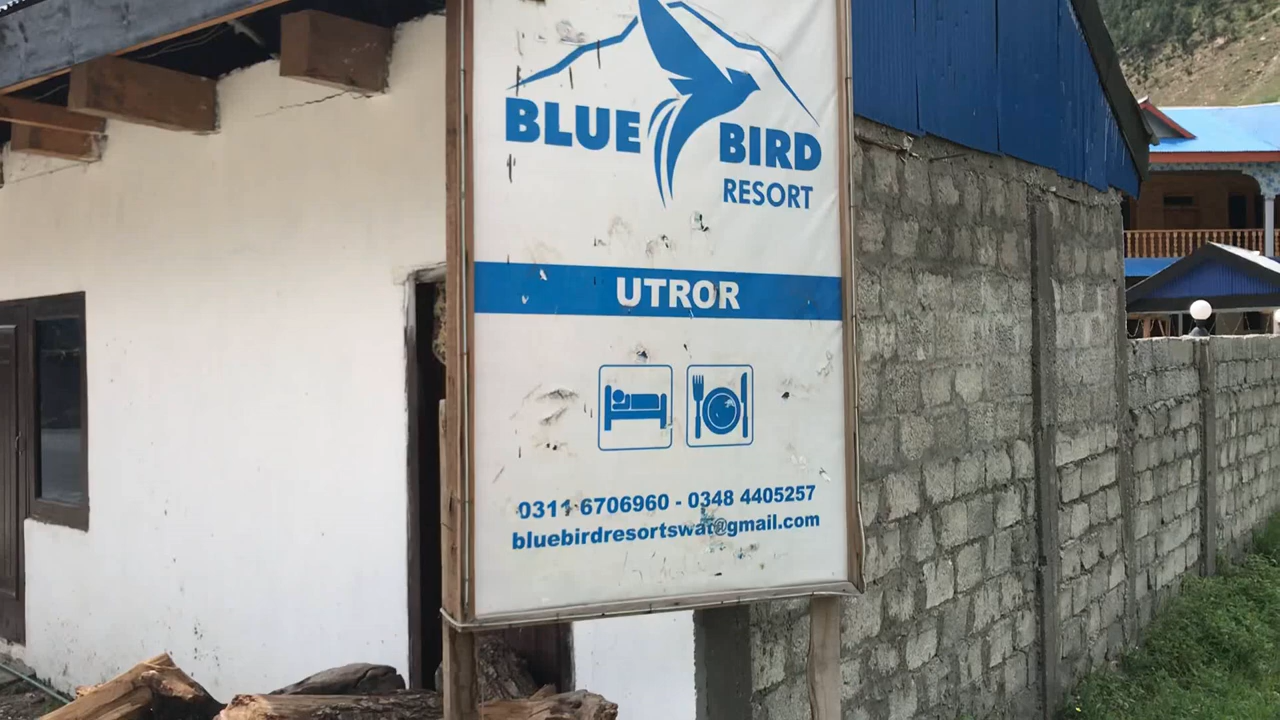 BLUE BIRD
RESORT
UTROR
0311 6706960 - 0348 4405257
bluebirdresortswat@gmail.com